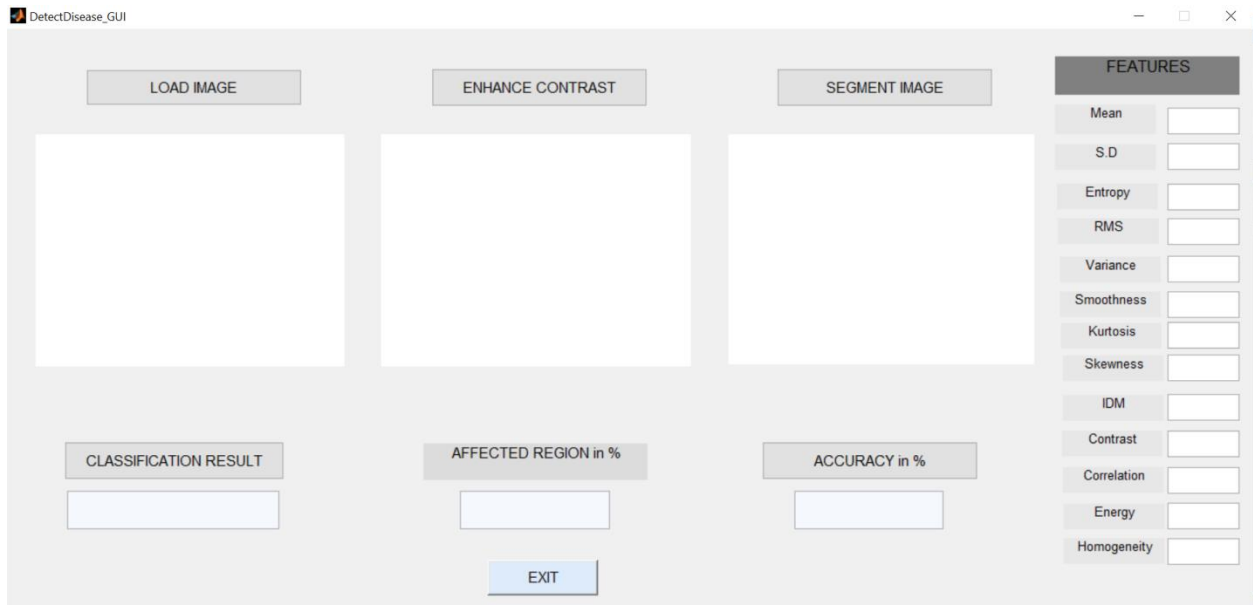 DetectDisease_GUI
LOAD IMAGE
ENHANCE CONTRAST
SEGMENT IMAGE
FEATURES
Mean
S.D
Entropy
RMS
Variance
Smoothness
Kurtosis
Skewness
IDM
Contrast
Correlation
Energy
Homogeneity
CLASSIFICATION RESULT
AFFECTED REGION in %
ACCURACY in %
EXIT